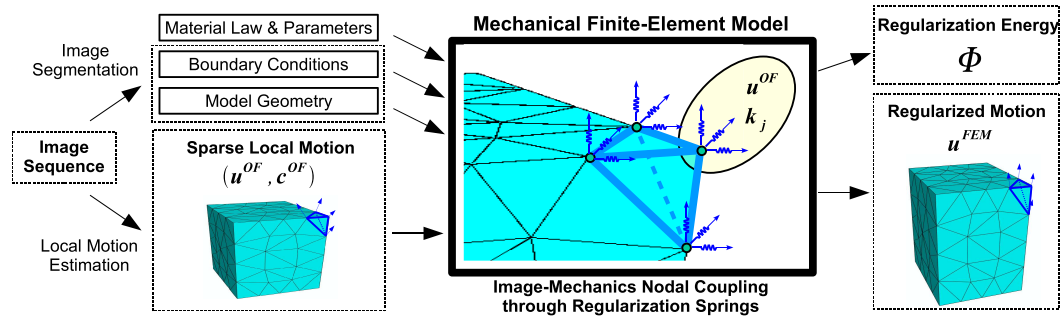 Image
Sequence
Image
Segmentation
Local Motion
Estimation
Material Law & Parameters
Boundary Conditions
Model Geometry
Sparse Local Motion
(u^OF, c^OF)
Mechanical Finite-Element Model
u^OF
k_j
Image-Mechanics Nodal Coupling
through Regularization Springs
Regularization Energy
Φ
Regularized Motion
u^FEM